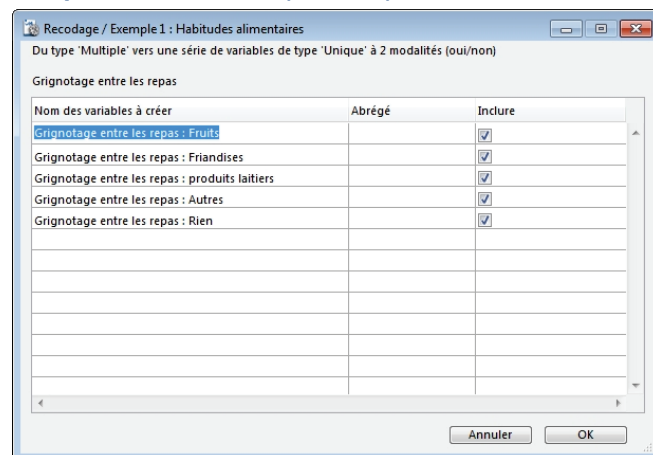 Recodage / Exemple 1 : Habitudes alimentaires
Du type 'Multiple' vers une série de variables de type 'Unique' à 2 modalités (oui/non)
Grignotage entre les repas
Nom des variables à créer Abrégé Inclure
Grignotage entre les repas : Fruits
Grignotage entre les repas : Friandises
Grignotage entre les repas : produits laitiers
Grignotage entre les repas : Autres
Grignotage entre les repas : Rien
Annuler OK